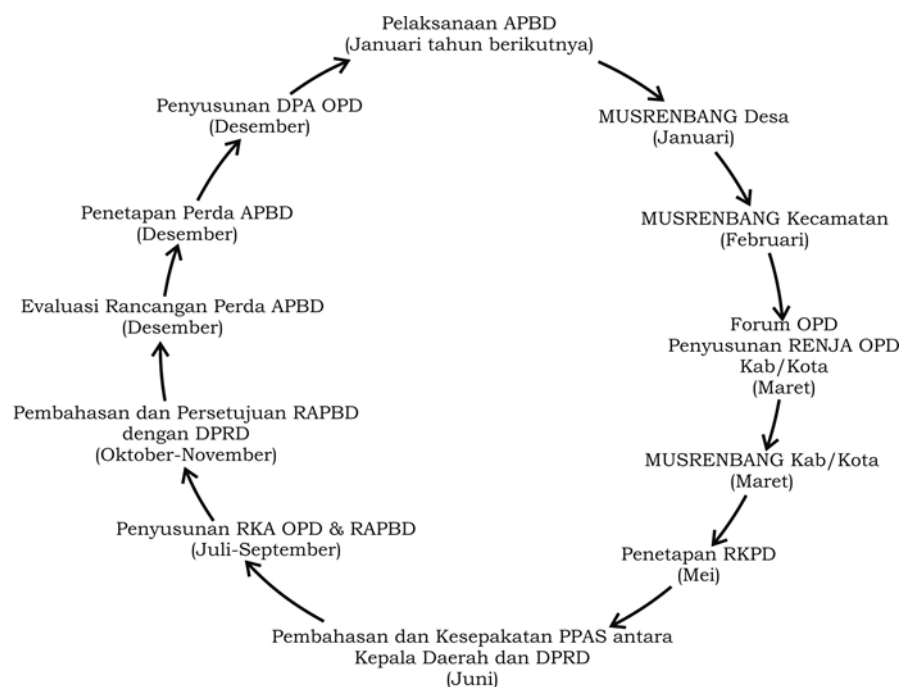 Pelaksanaan APBD
(Januari tahun berikutnya)
MUSRENBANG Desa
(Januari)
MUSRENBANG Kecamatan
(Februari)
Forum OPD
Penyusunan RENJA OPD
Kab/Kota
(Maret)
MUSRENBANG Kab/Kota
(Maret)
Penetapan RKPD
(Mei)
Pembahasan dan Kesepakatan PPAS antara
Kepala Daerah dan DPRD
(Juni)
Penyusunan RKA OPD & RAPBD
(Juli-September)
Pembahasan dan Persetujuan RAPBD
dengan DPRD
(Oktober-November)
Evaluasi Rancangan Perda APBD
(Desember)
Penetapan Perda APBD
(Desember)
Penyusunan DPA OPD
(Desember)